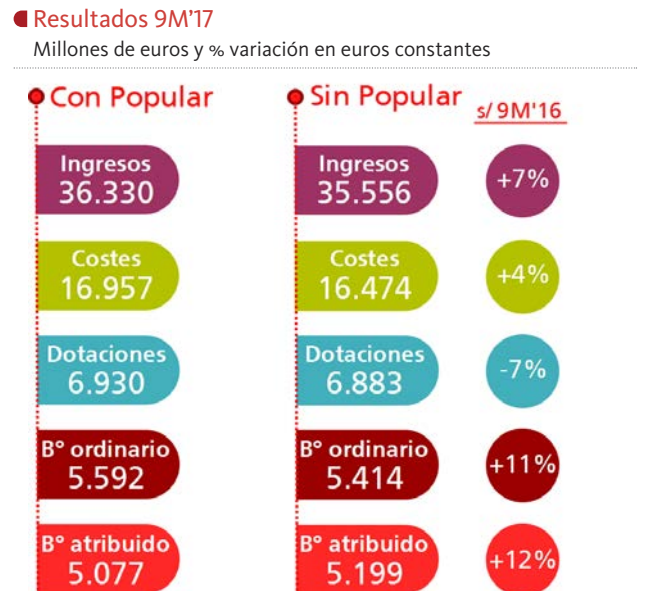 Resultados 9M'17
Millones de euros y % variación en euros constantes
Con Popular
Sin Popular
s/ 9M'16
Ingresos
36.330
Ingresos
35.556
+7%
Costes
16.957
Costes
16.474
+4%
Dotaciones
6.930
Dotaciones
6.883
-7%
Bº ordinario
5.592
Bº ordinario
5.414
+11%
Bº atribuido
5.077
Bº atribuido
5.199
+12%